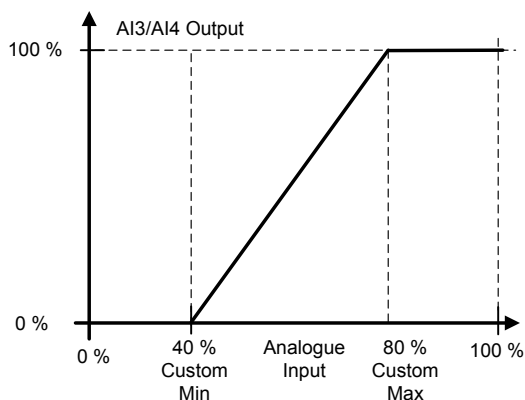 AI3/AI4 Output
100 %
0 %
0 %
40 %
Custom
Min
Analogue
Input
80 %
Custom
Max
100 %